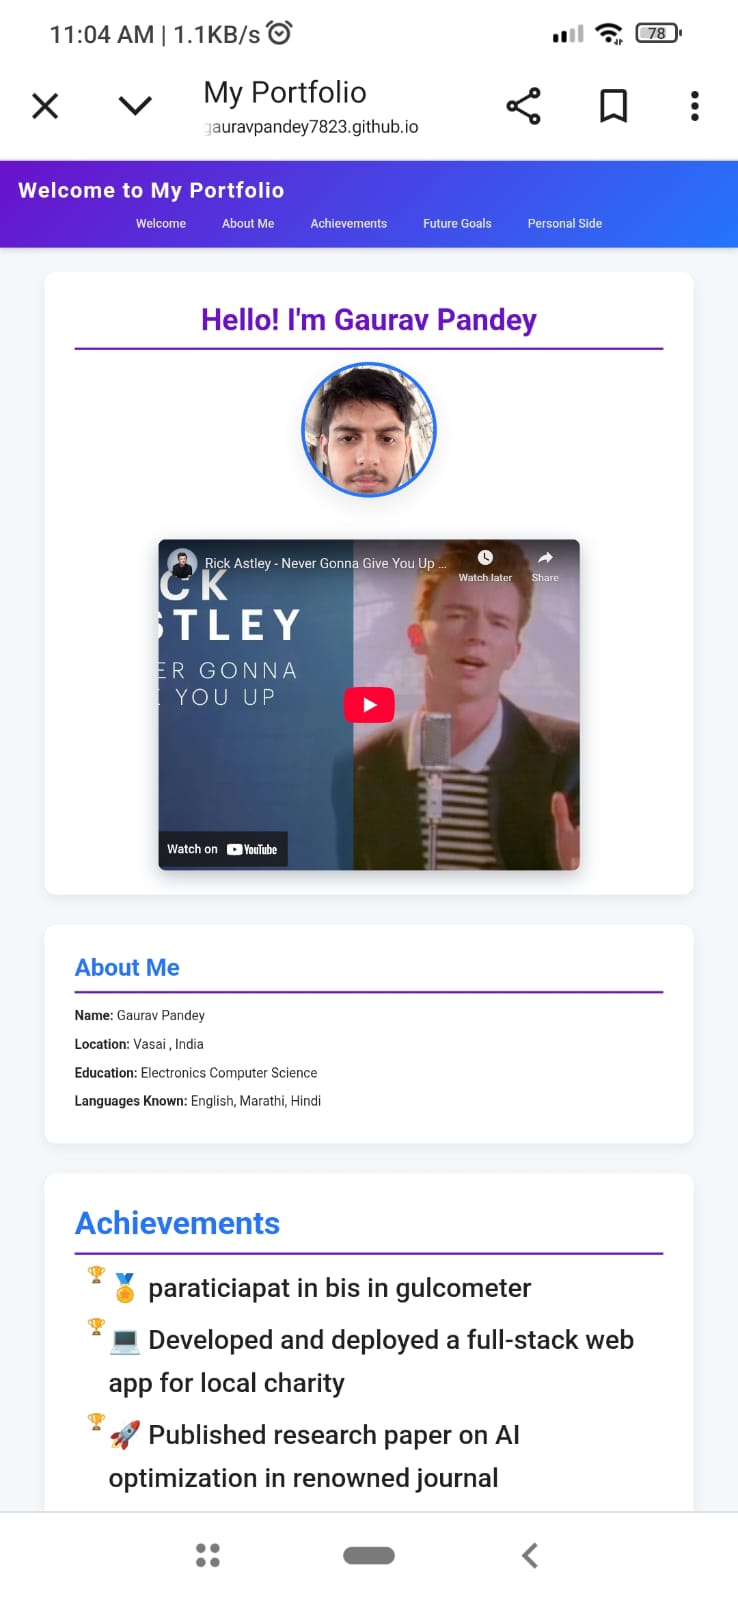 11:04 AM | 1.1KB/s
78
My Portfolio
gauravpandey7823.github.io
Welcome to My Portfolio
Welcome About Me Achievements Future Goals Personal Side
Hello! I'm Gaurav Pandey
Rick Astley - Never Gonna Give You Up ...
Watch later Share
CK
STLEY
ER GONNA
YOU UP
Watch on YouTube
About Me
Name: Gaurav Pandey
Location: Vasai , India
Education: Electronics Computer Science
Languages Known: English, Marathi, Hindi
Achievements
🏆 🏅 paraticiapat in bis in gulcometer
🏆 💻 Developed and deployed a full-stack web
app for local charity
🏆 🚀 Published research paper on AI
optimization in renowned journal